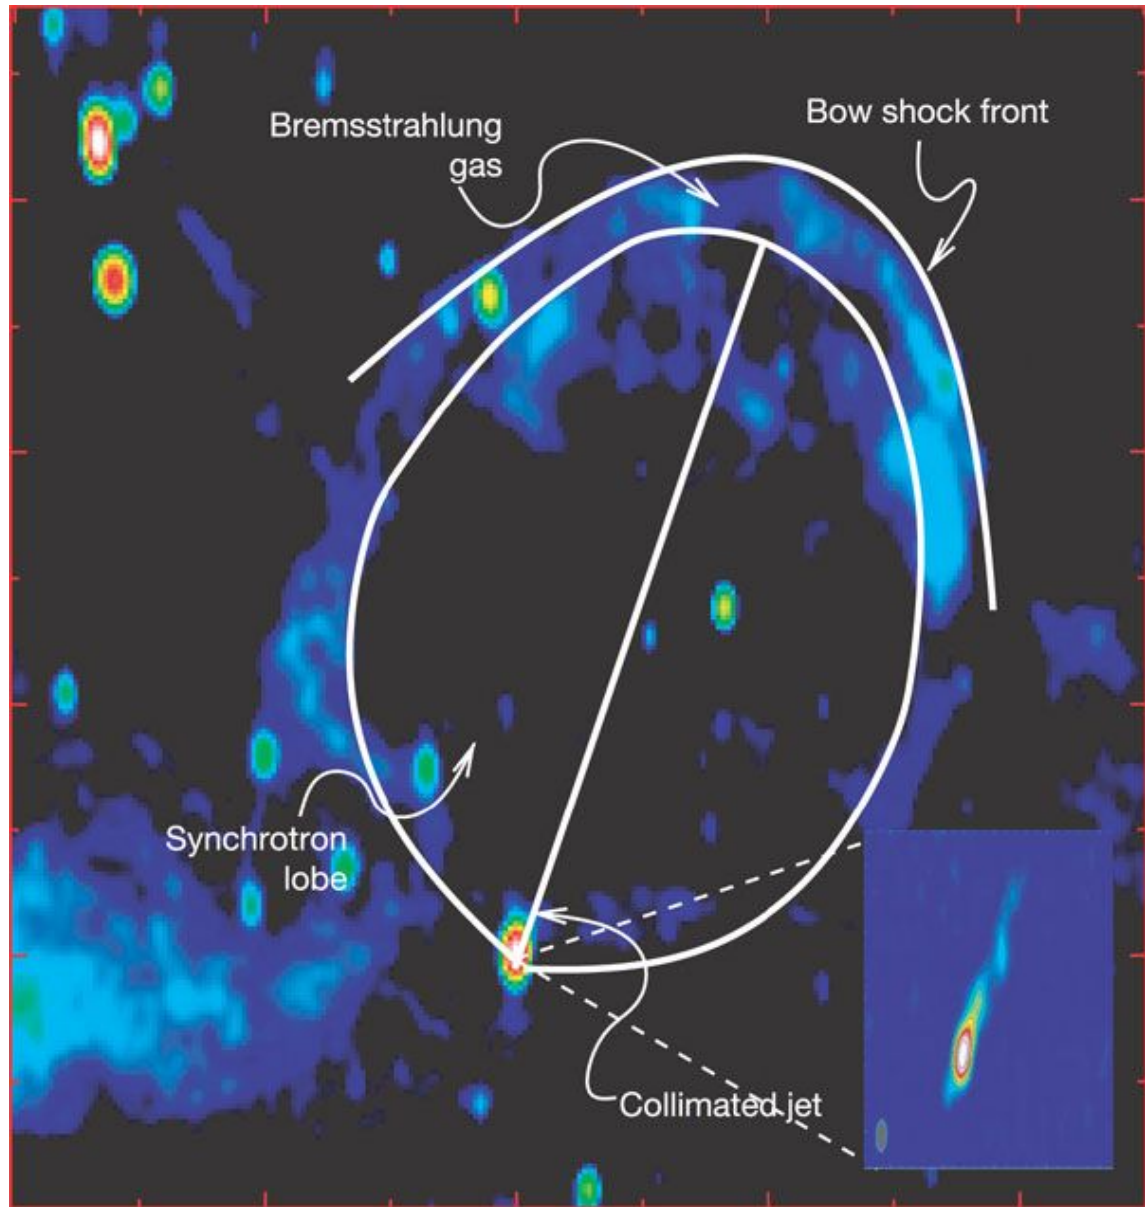 Bremsstrahlung
gas
Bow shock front
Synchrotron
lobe
Collimated jet